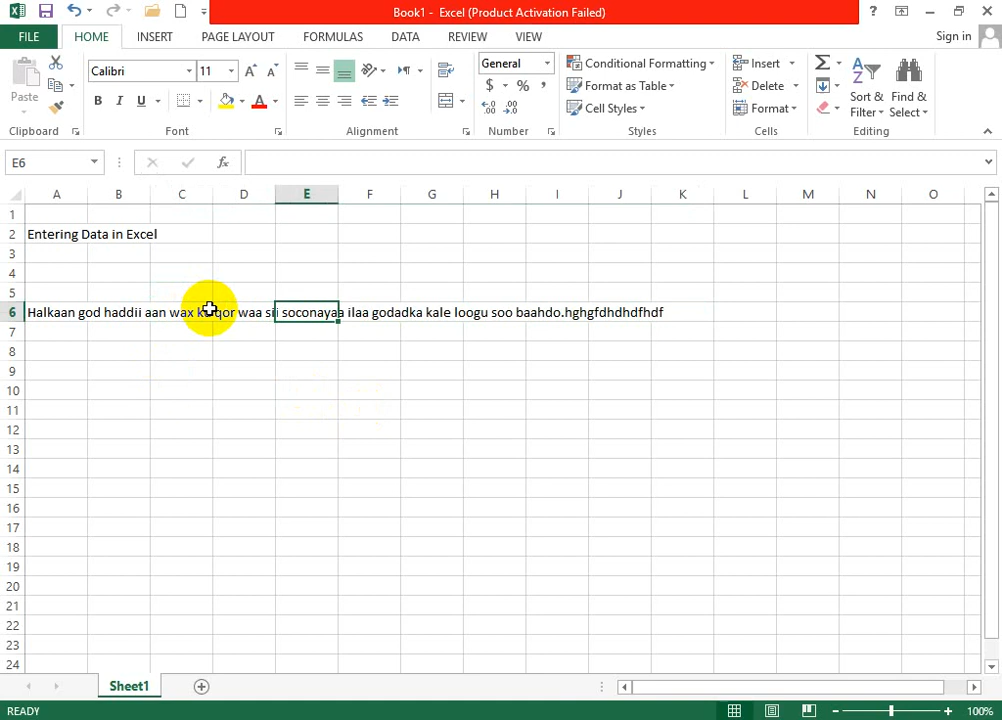 Book1 - Excel (Product Activation Failed)
FILE HOME INSERT PAGE LAYOUT FORMULAS DATA REVIEW VIEW Sign in
Paste
Calibri 11
General
Conditional Formatting
Format as Table
Cell Styles
Insert
Delete
Format
Sort & Filter
Find & Select
Clipboard Font Alignment Number Styles Cells Editing
E6
A B C D E F G H I J K L M N O
1
2 Entering Data in Excel
3
4
5
6 Halkaan god haddii aan wax waa sii soconayaa ilaa godadka kale loogu soo baahdo.hghgfdhdhdfhdf
7
8
9
10
11
12
13
14
15
16
17
18
19
20
21
22
23
24
Sheet1
READY 100%